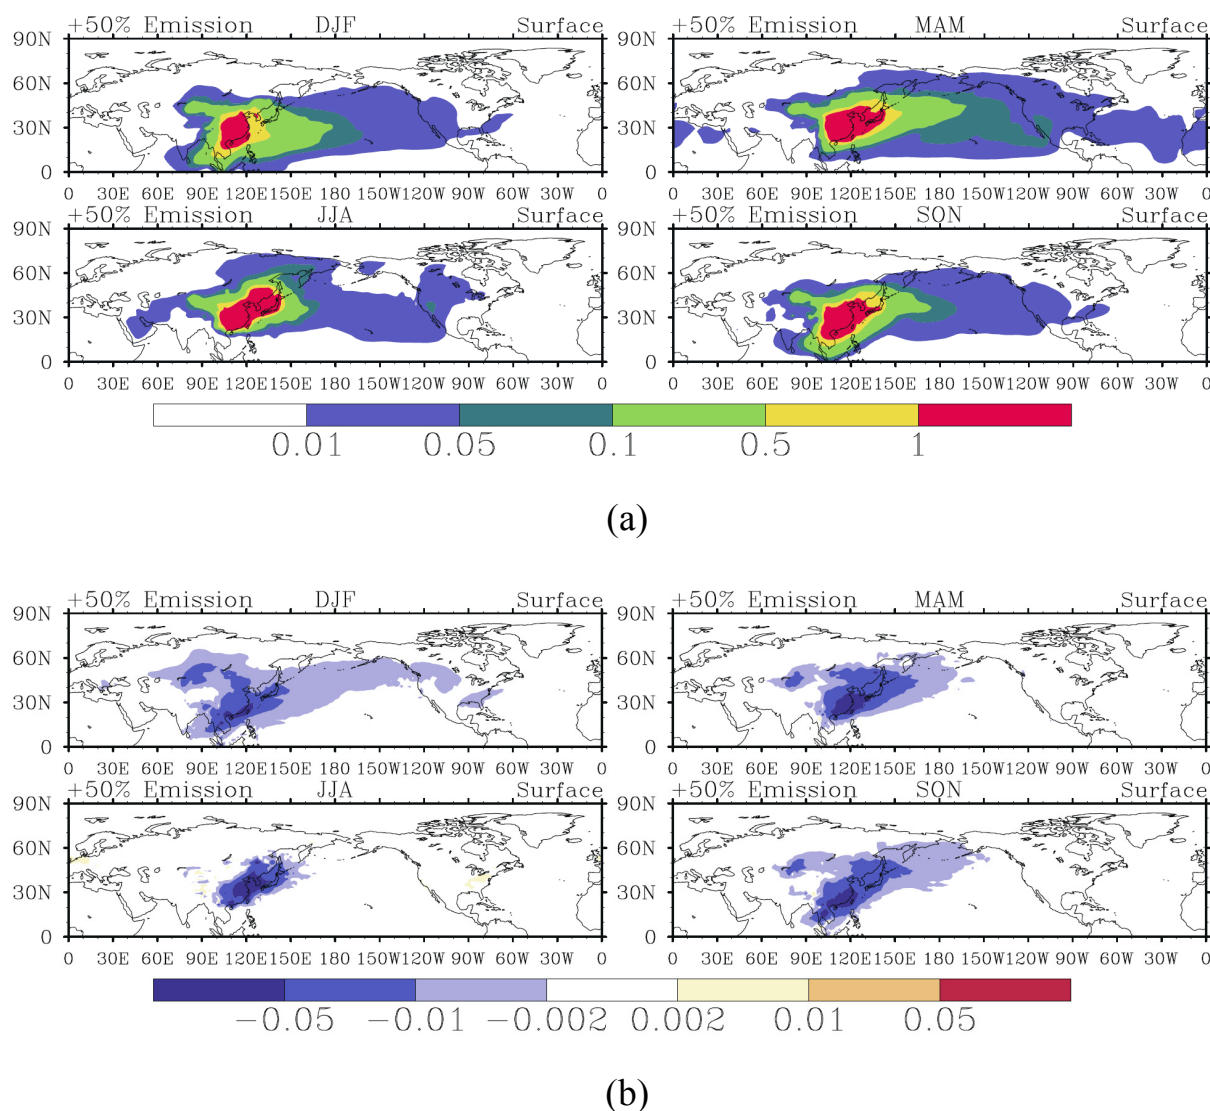 +50% Emission DJF Surface +50% Emission MAM Surface
90N 90N
60N 60N
30N 30N
0 0
0 30E 60E 90E 120E 150E 180 150W 120W 90W 60W 30W 0 0 30E 60E 90E 120E 150E 180 150W 120W 90W 60W 30W 0
+50% Emission JJA Surface +50% Emission SON Surface
90N 90N
60N 60N
30N 30N
0 0
0 30E 60E 90E 120E 150E 180 150W 120W 90W 60W 30W 0 0 30E 60E 90E 120E 150E 180 150W 120W 90W 60W 30W 0
0.01 0.05 0.1 0.5 1
(a)
+50% Emission DJF Surface +50% Emission MAM Surface
90N 90N
60N 60N
30N 30N
0 0
0 30E 60E 90E 120E 150E 180 150W 120W 90W 60W 30W 0 0 30E 60E 90E 120E 150E 180 150W 120W 90W 60W 30W 0
+50% Emission JJA Surface +50% Emission SON Surface
90N 90N
60N 60N
30N 30N
0 0
0 30E 60E 90E 120E 150E 180 150W 120W 90W 60W 30W 0 0 30E 60E 90E 120E 150E 180 150W 120W 90W 60W 30W 0
−0.05 −0.01 −0.002 0.002 0.01 0.05
(b)